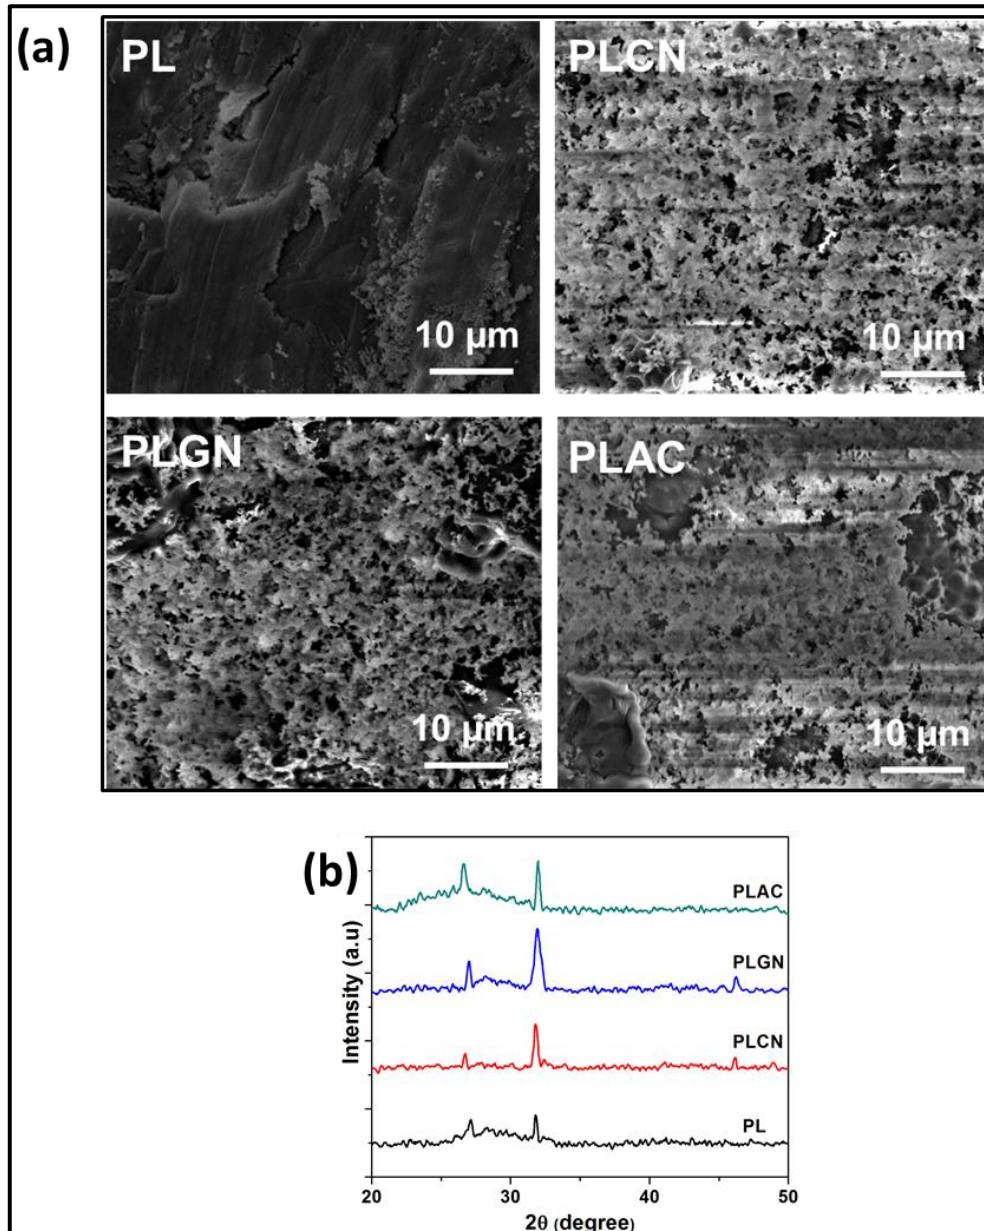 (a)
PL
10 µm
PLCN
10 µm
PLGN
10 µm
PLAC
10 µm
(b)
Intensity (a.u)
PLAC
PLGN
PLCN
PL
20 30 40 50
2θ (degree)